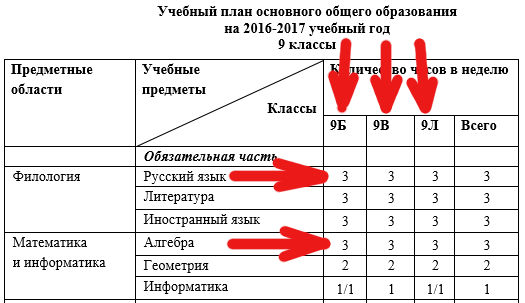 Учебный план основного общего образования
на 2016-2017 учебный год
9 классы
Предметные области Учебные предметы Классы Количество часов в неделю
9Б 9В 9Л Всего
Обязательная часть
Филология Русский язык 3 3 3 3
Литература 3 3 3 3
Иностранный язык 3 3 3 3
Математика и информатика Алгебра 3 3 3 3
Геометрия 2 2 2 2
Информатика 1/1 1 1/1 1